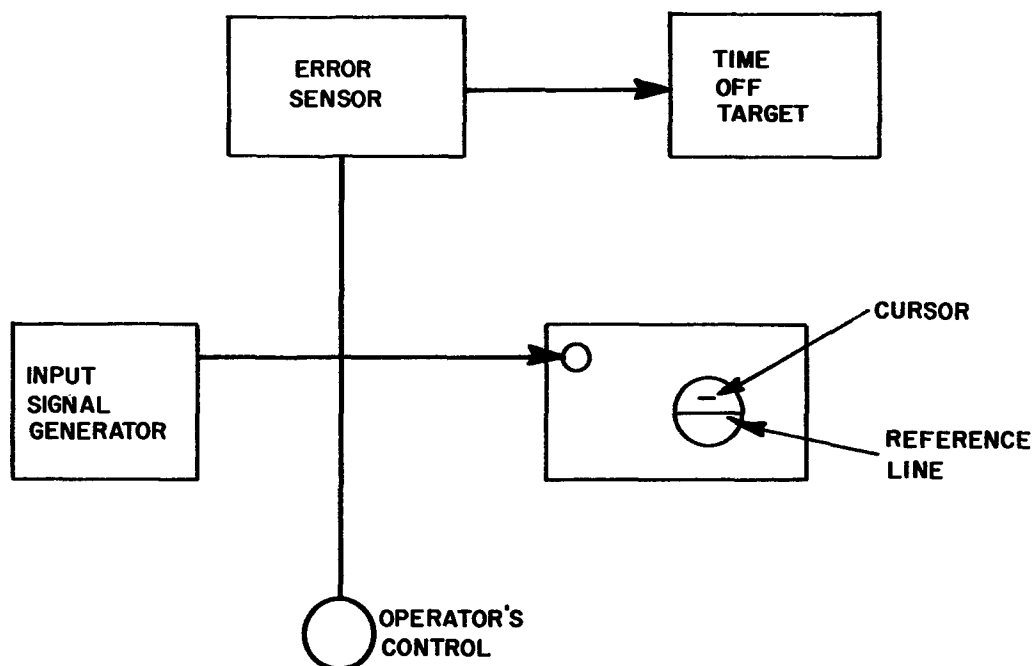 ERROR
SENSOR
TIME
OFF
TARGET
INPUT
SIGNAL
GENERATOR
CURSOR
REFERENCE
LINE
OPERATOR'S
CONTROL